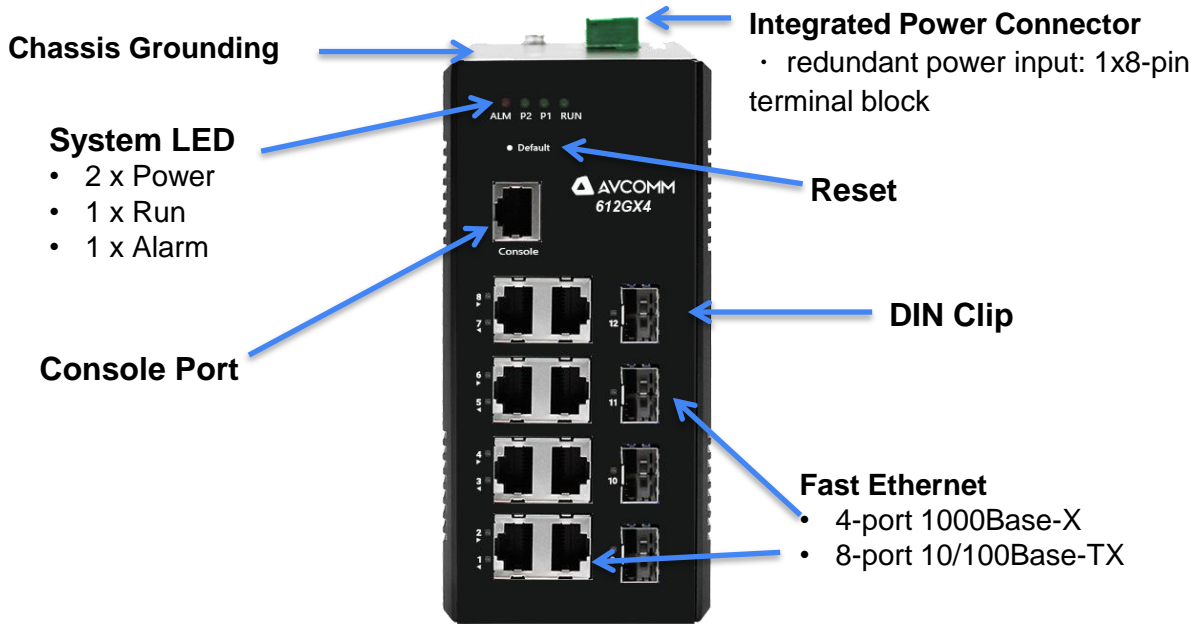 Integrated Power Connector
· redundant power input: 1x8-pin
terminal block
Chassis Grounding
System LED
• 2 x Power
• 1 x Run
• 1 x Alarm
ALM P2 P1 RUN
Default
Reset
AVCOMM
612GX4
Console
Console Port
DIN Clip
8
7
12
6
5
11
4
3
10
2
1
Fast Ethernet
• 4-port 1000Base-X
• 8-port 10/100Base-TX